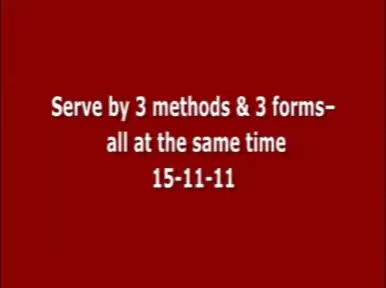 Serve by 3 methods & 3 forms–
all at the same time
15-11-11